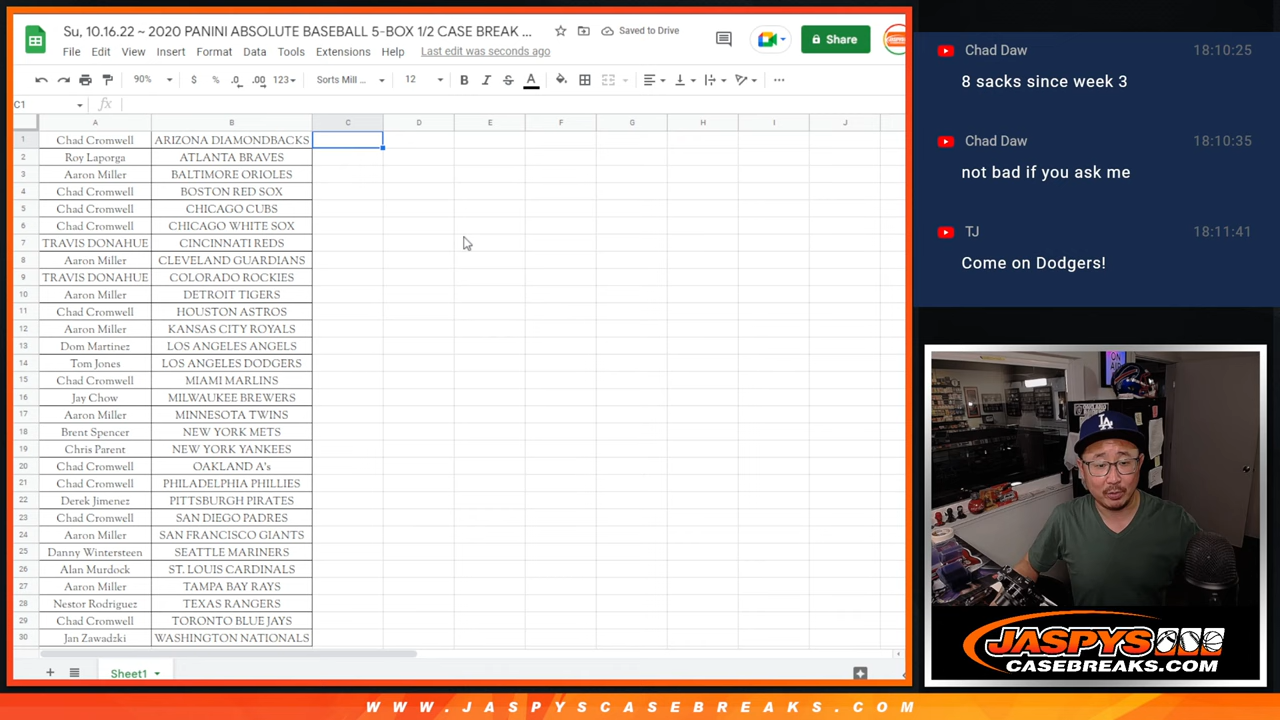 Su, 10.16.22 ~ 2020 PANINI ABSOLUTE BASEBALL 5-BOX 1/2 CASE BREAK ...
Saved to Drive
Share
File Edit View Insert Format Data Tools Extensions Help Last edit was seconds ago
90% $ % .0 .00 123 Sorts Mill ... 12 B I S A
C1 fx
A B C D E F G H I J
1 Chad Cromwell ARIZONA DIAMONDBACKS
2 Roy Laporga ATLANTA BRAVES
3 Aaron Miller BALTIMORE ORIOLES
4 Chad Cromwell BOSTON RED SOX
5 Chad Cromwell CHICAGO CUBS
6 Chad Cromwell CHICAGO WHITE SOX
7 TRAVIS DONAHUE CINCINNATI REDS
8 Aaron Miller CLEVELAND GUARDIANS
9 TRAVIS DONAHUE COLORADO ROCKIES
10 Aaron Miller DETROIT TIGERS
11 Chad Cromwell HOUSTON ASTROS
12 Aaron Miller KANSAS CITY ROYALS
13 Dom Martinez LOS ANGELES ANGELS
14 Tom Jones LOS ANGELES DODGERS
15 Chad Cromwell MIAMI MARLINS
16 Jay Chow MILWAUKEE BREWERS
17 Aaron Miller MINNESOTA TWINS
18 Brent Spencer NEW YORK METS
19 Chris Parent NEW YORK YANKEES
20 Chad Cromwell OAKLAND A's
21 Chad Cromwell PHILADELPHIA PHILLIES
22 Derek Jimenez PITTSBURGH PIRATES
23 Chad Cromwell SAN DIEGO PADRES
24 Aaron Miller SAN FRANCISCO GIANTS
25 Danny Wintersteen SEATTLE MARINERS
26 Alan Murdock ST. LOUIS CARDINALS
27 Aaron Miller TAMPA BAY RAYS
28 Nestor Rodriguez TEXAS RANGERS
29 Chad Cromwell TORONTO BLUE JAYS
30 Jan Zawadzki WASHINGTON NATIONALS
Sheet1
Chad Daw 18:10:25
8 sacks since week 3
Chad Daw 18:10:35
not bad if you ask me
TJ 18:11:41
Come on Dodgers!
ON AIR
LA
JASPYS
CASEBREAKS.COM
WWW.JASPYSCASEBREAKS.COM